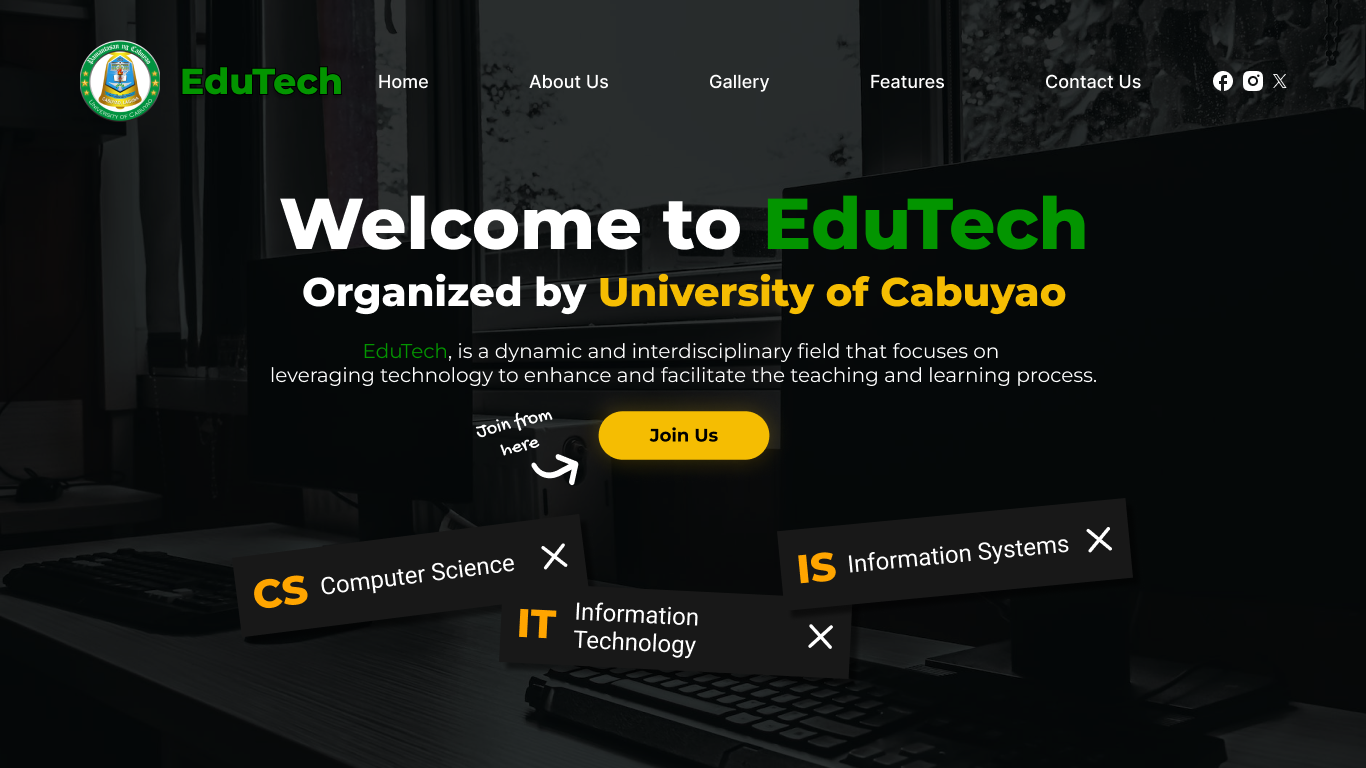 Pamantasan ng Cabuyao
University of Cabuyao
EduTech
Home
About Us
Gallery
Features
Contact Us
Welcome to EduTech
Organized by University of Cabuyao
EduTech, is a dynamic and interdisciplinary field that focuses on
leveraging technology to enhance and facilitate the teaching and learning process.
Join from
here
Join Us
CS Computer Science
IS Information Systems
IT Information
Technology